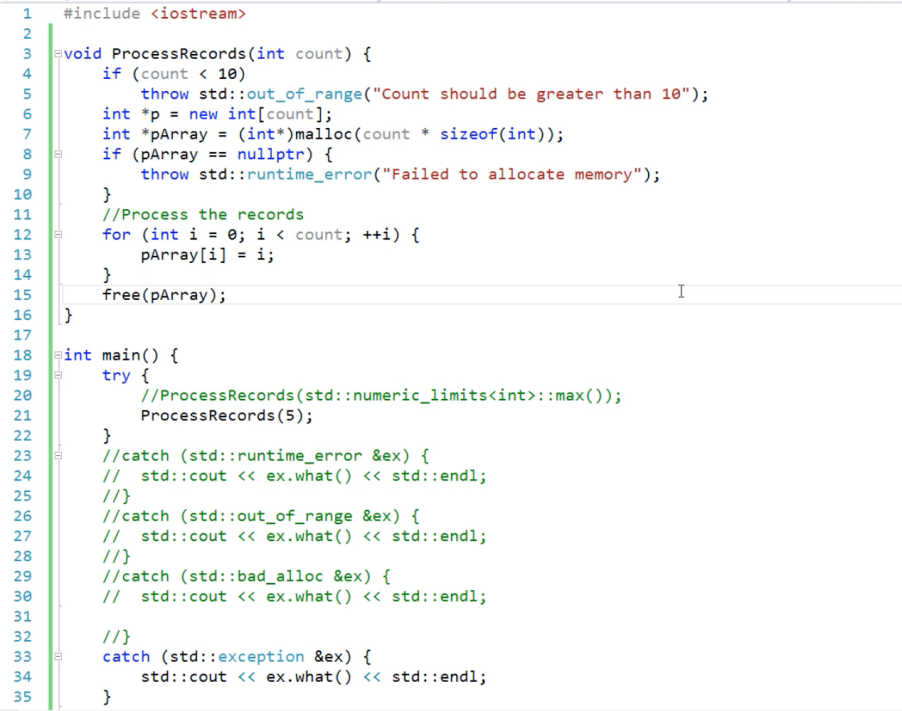 1 #include <iostream>
2
3 void ProcessRecords(int count) {
4 if (count < 10)
5 throw std::out_of_range("Count should be greater than 10");
6 int *p = new int[count];
7 int *pArray = (int*)malloc(count * sizeof(int));
8 if (pArray == nullptr) {
9 throw std::runtime_error("Failed to allocate memory");
10 }
11 //Process the records
12 for (int i = 0; i < count; ++i) {
13 pArray[i] = i;
14 }
15 free(pArray);
16 }
17
18 int main() {
19 try {
20 //ProcessRecords(std::numeric_limits<int>::max());
21 ProcessRecords(5);
22 }
23 //catch (std::runtime_error &ex) {
24 // std::cout << ex.what() << std::endl;
25 //}
26 //catch (std::out_of_range &ex) {
27 // std::cout << ex.what() << std::endl;
28 //}
29 //catch (std::bad_alloc &ex) {
30 // std::cout << ex.what() << std::endl;
31
32 //}
33 catch (std::exception &ex) {
34 std::cout << ex.what() << std::endl;
35 }